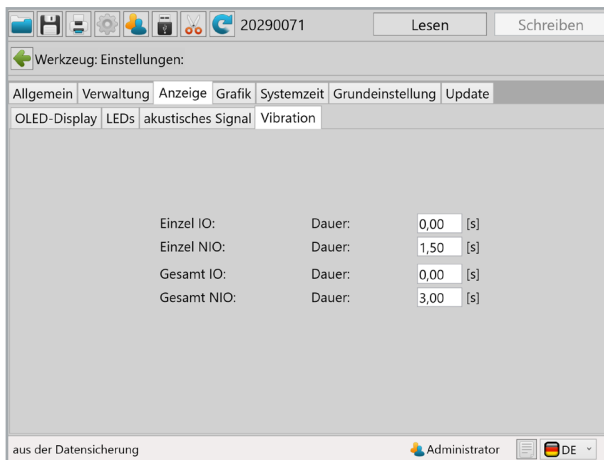 20290071 Lesen Schreiben
Werkzeug: Einstellungen:
Allgemein Verwaltung Anzeige Grafik Systemzeit Grundeinstellung Update
OLED-Display LEDs akustisches Signal Vibration
Einzel IO: Dauer: 0,00 [s]
Einzel NIO: Dauer: 1,50 [s]
Gesamt IO: Dauer: 0,00 [s]
Gesamt NIO: Dauer: 3,00 [s]
aus der Datensicherung Administrator DE